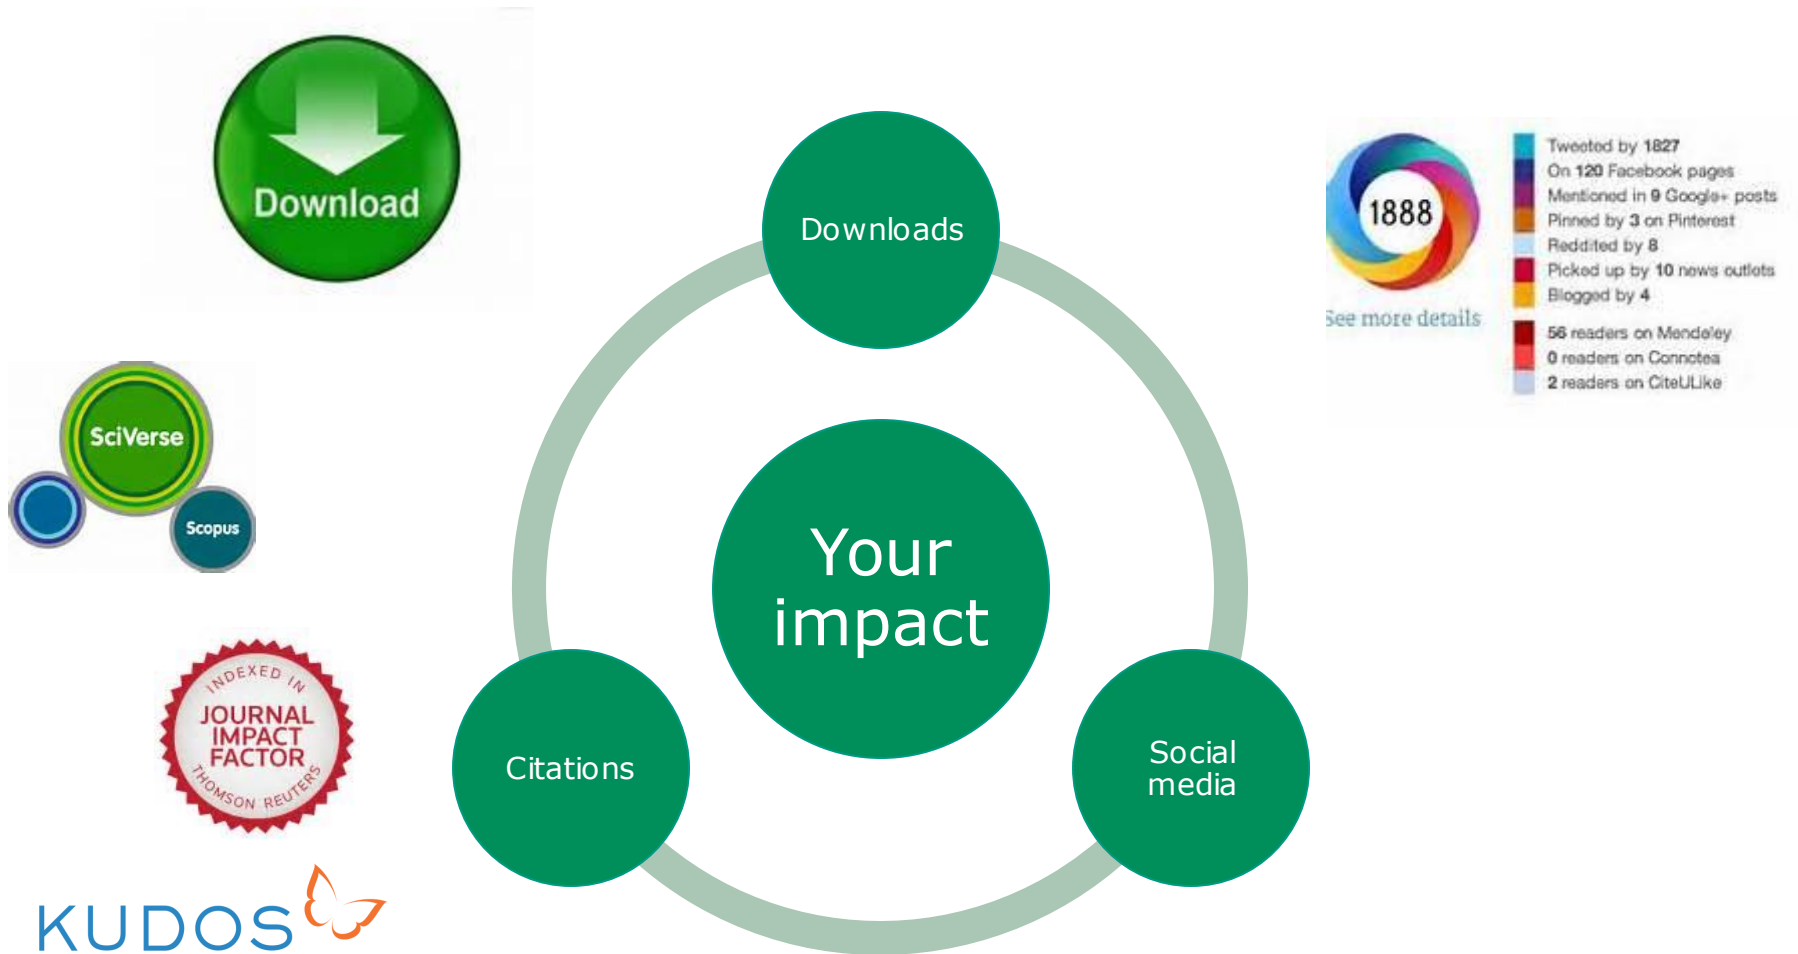 Download
Downloads
1888
See more details
Tweeted by 1827
On 120 Facebook pages
Mentioned in 9 Google+ posts
Pinned by 3 on Pinterest
Reddited by 8
Picked up by 10 news outlets
Blogged by 4
56 readers on Mendeley
0 readers on Connotea
2 readers on CiteULike
SciVerse
Scopus
Your
impact
INDEXED IN
JOURNAL
IMPACT
FACTOR
THOMSON REUTERS
Citations
Social
media
KUDOS